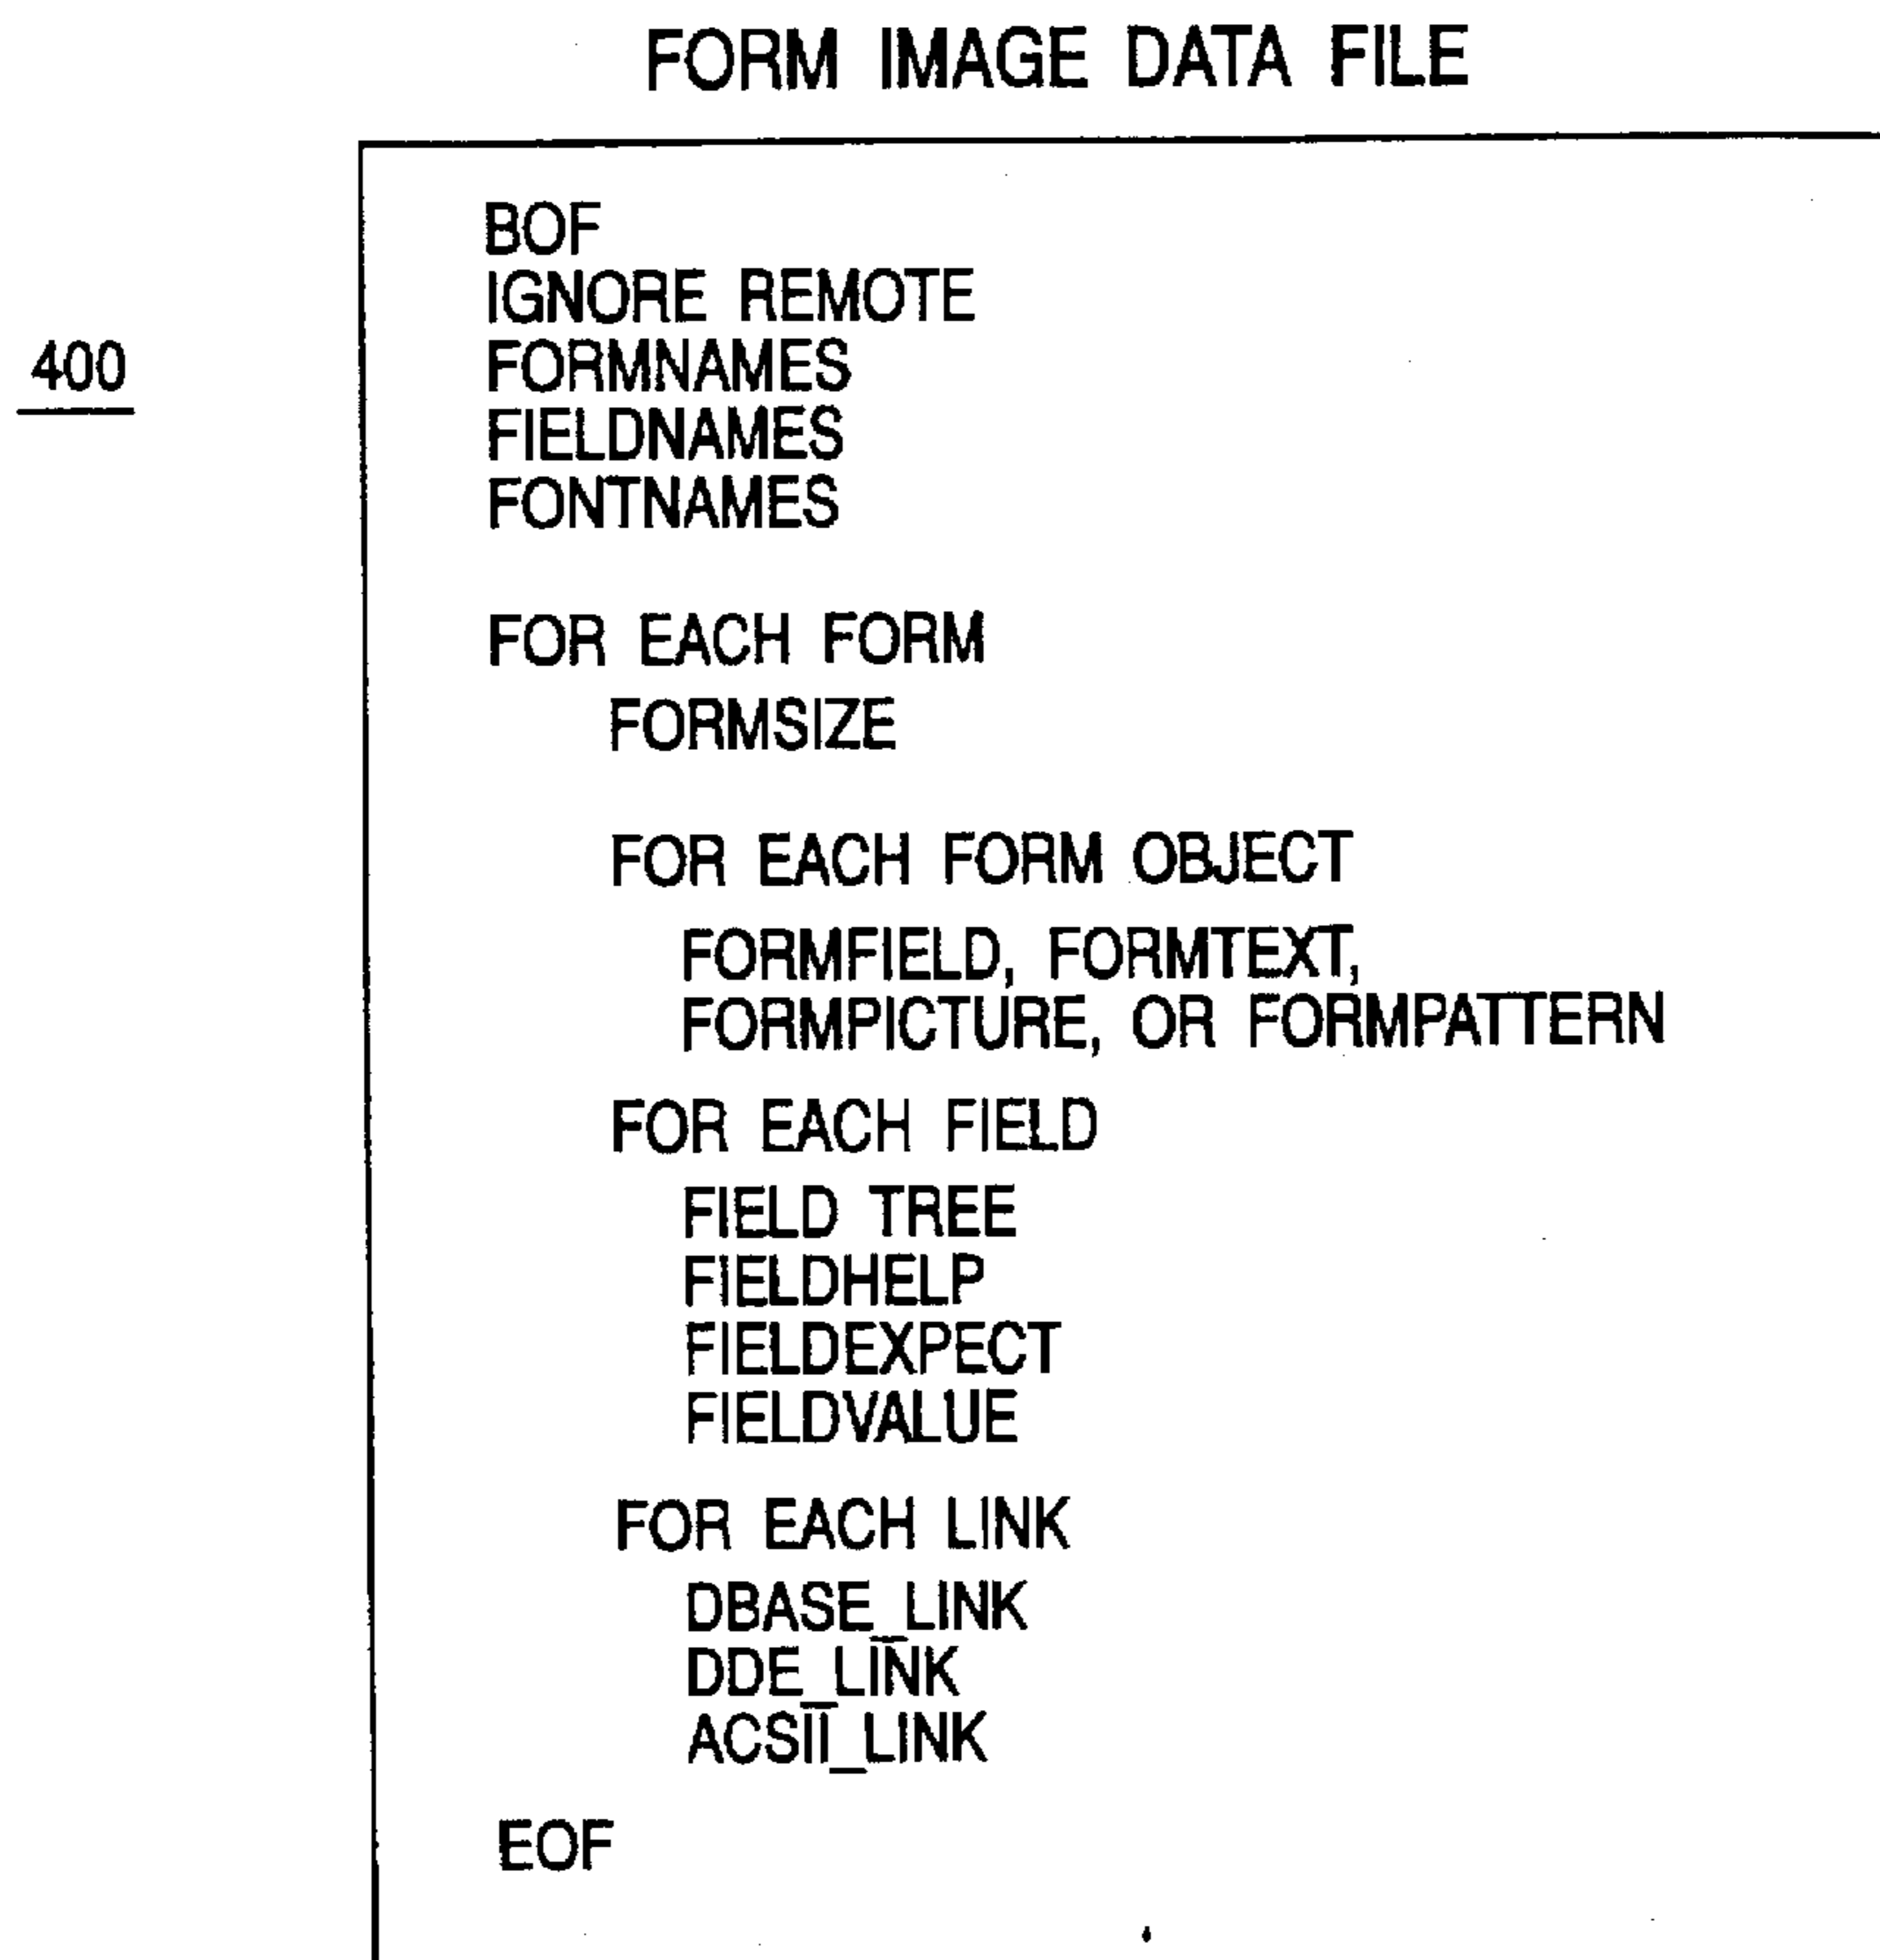 FORM IMAGE DATA FILE
400
BOF
IGNORE REMOTE
FORMNAMES
FIELDNAMES
FONTNAMES
FOR EACH FORM
FORMSIZE
FOR EACH FORM OBJECT
FORMFIELD, FORMTEXT,
FORMPICTURE, OR FORMPATTERN
FOR EACH FIELD
FIELD TREE
FIELDHELP
FIELDEXPECT
FIELDVALUE
FOR EACH LINK
DBASE_LINK
DDE_LINK
ACSII_LINK
EOF